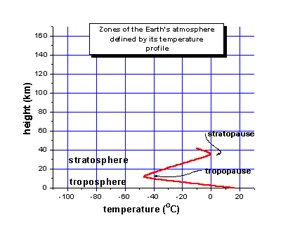 Zones of the Earth's atmosphere
defined by its temperature
profile
160
140
120
100
80
60
40
20
0
height (km)
stratopause
stratosphere
tropopause
troposphere
-100 -80 -60 -40 -20 0 20
temperature (°C)